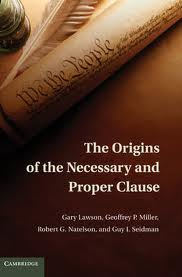 We the People
The Origins
of the Necessary and
Proper Clause
Gary Lawson, Geoffrey P. Miller,
Robert G. Natelson, and Guy I. Seidman
CAMBRIDGE